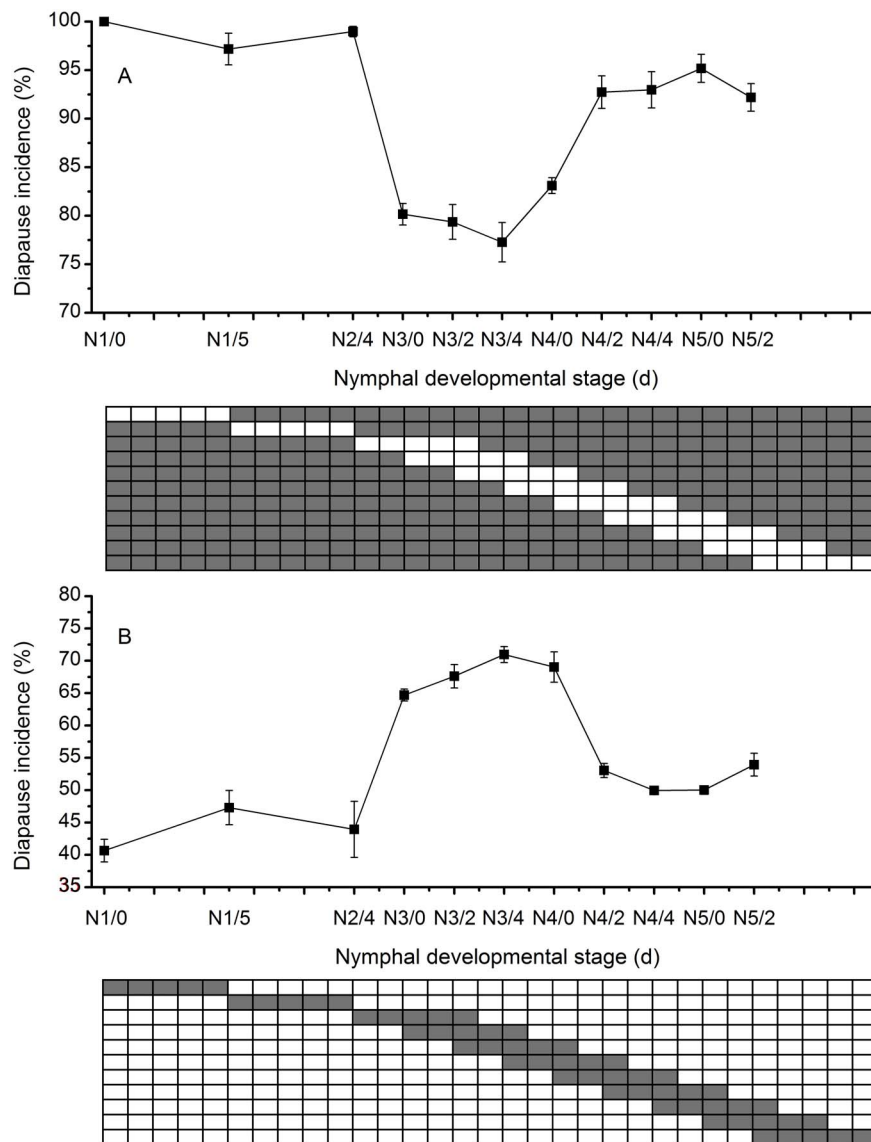 Diapause incidence (%)
A
100
95
90
85
80
75
70
N1/0 N1/5 N2/4 N3/0 N3/2 N3/4 N4/0 N4/2 N4/4 N5/0 N5/2
Nymphal developmental stage (d)
Diapause incidence (%)
B
80
75
70
65
60
55
50
45
40
35
N1/0 N1/5 N2/4 N3/0 N3/2 N3/4 N4/0 N4/2 N4/4 N5/0 N5/2
Nymphal developmental stage (d)